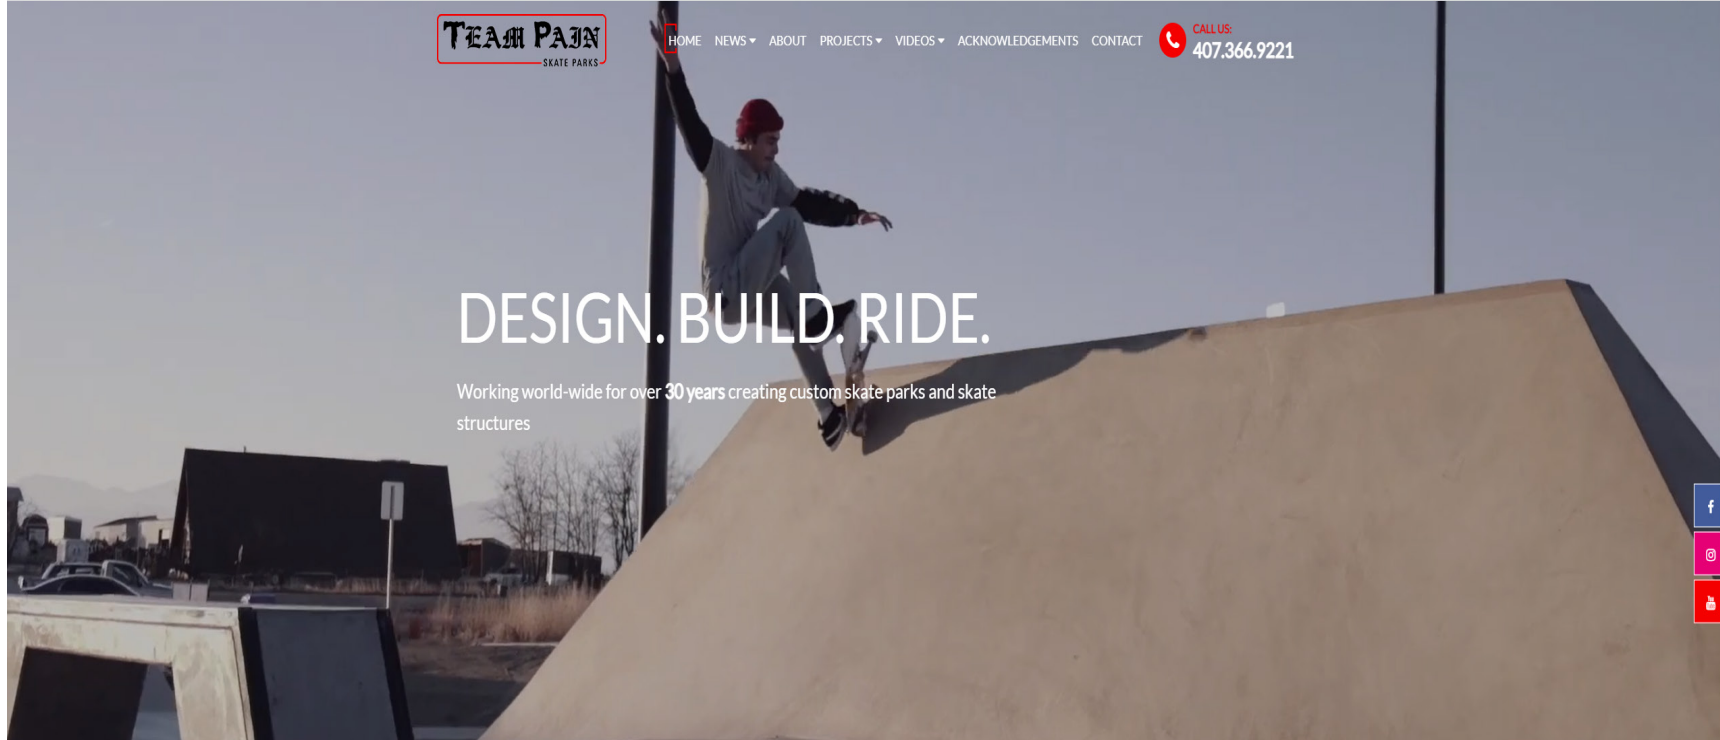 TEAM PAIN
SKATE PARKS
HOME NEWS ABOUT PROJECTS VIDEOS ACKNOWLEDGEMENTS CONTACT
CALL US:
407.366.9221
DESIGN. BUILD. RIDE.
Working world-wide for over 30 years creating custom skate parks and skate
structures